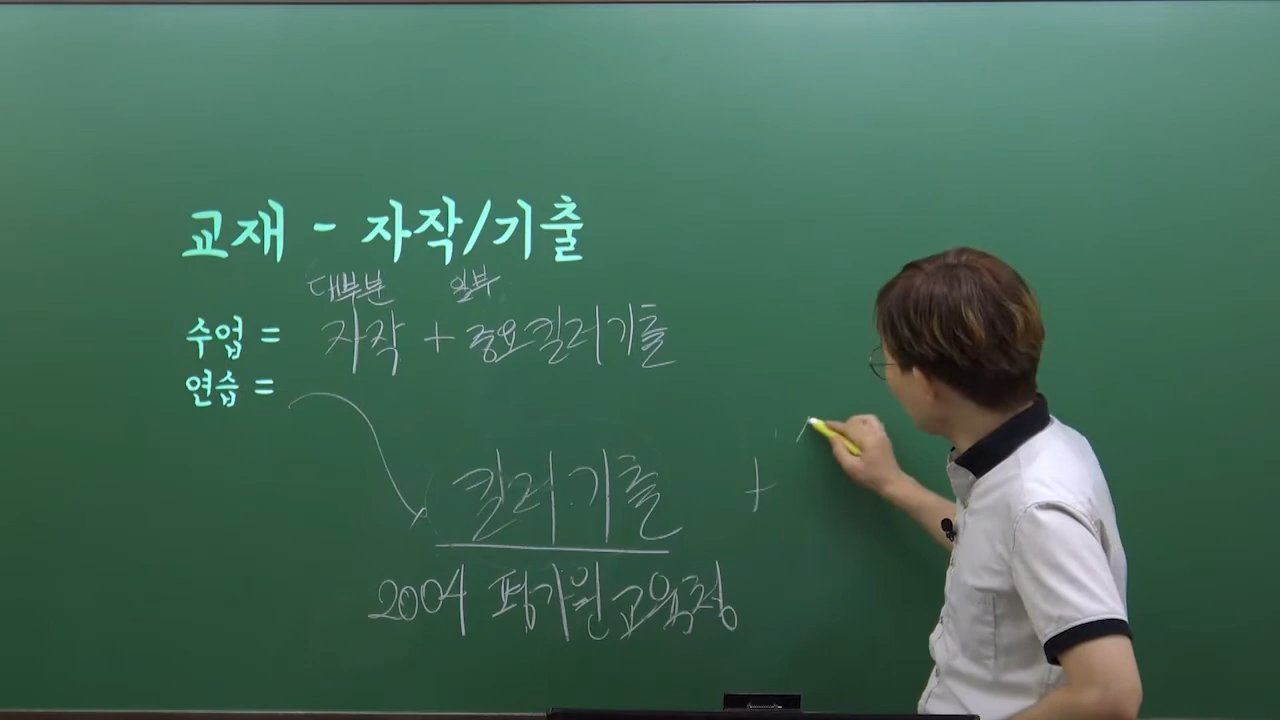 교재 - 자작/기출
대부분 일부
수업 = 자작 + 중요킬러기출
연습 =
킬러기출 +
2004 평가원교육청